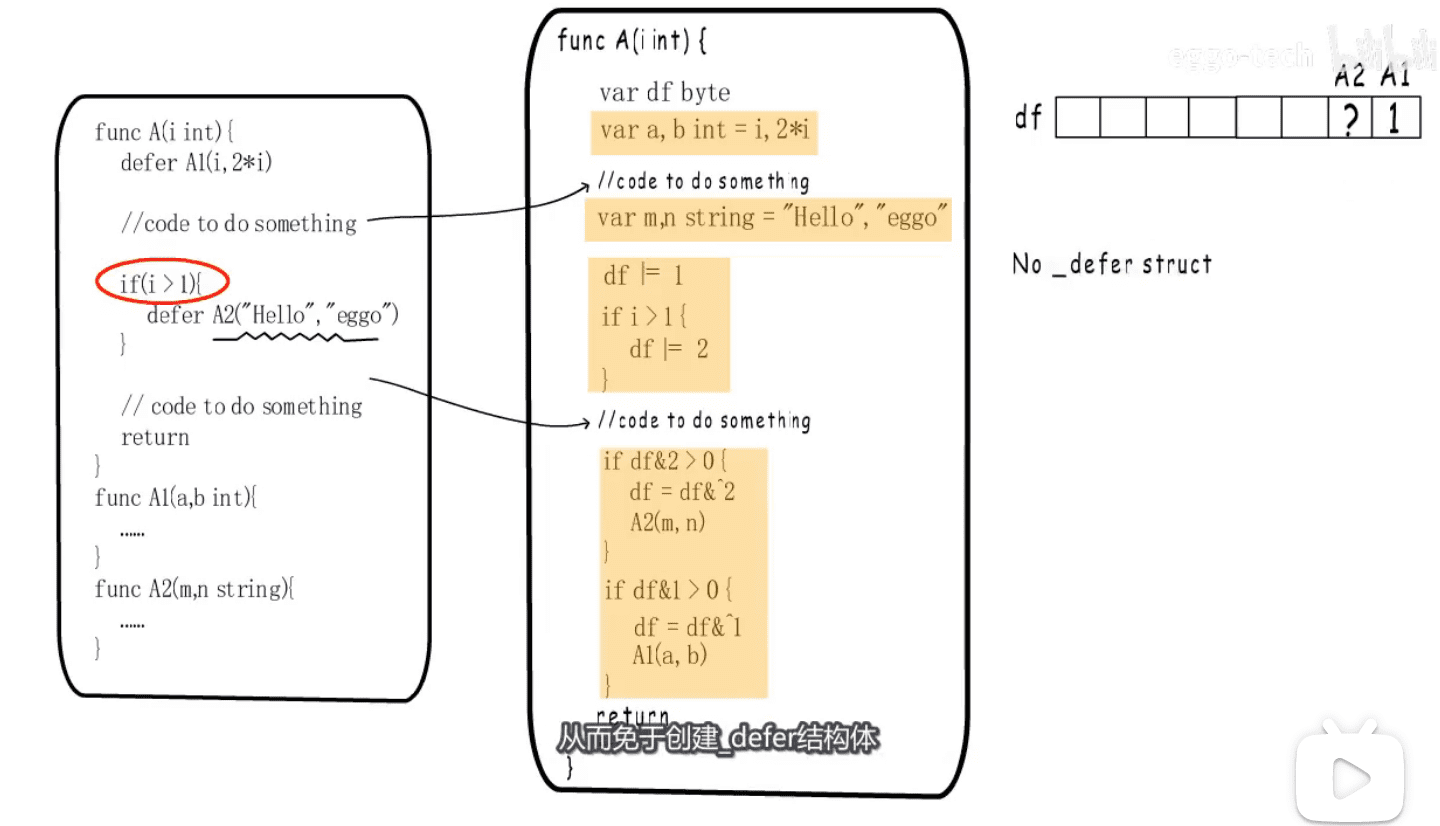 func A(i int){
defer A1(i, 2*i)
//code to do something
if(i > 1){
defer A2("Hello","eggo")
}
// code to do something
return
}
func A1(a,b int){
……
}
func A2(m,n string){
……
}
func A(i int) {
var df byte
var a, b int = i, 2*i
//code to do something
var m,n string = "Hello", "eggo"
df |= 1
if i > 1 {
df |= 2
}
//code to do something
if df&2 > 0 {
df = df&^2
A2(m, n)
}
if df&1 > 0 {
df = df&^1
A1(a, b)
}
return
从而免于创建_defer结构体
}
eggo-tech bilibili
A2 A1
df ? 1
No _defer struct